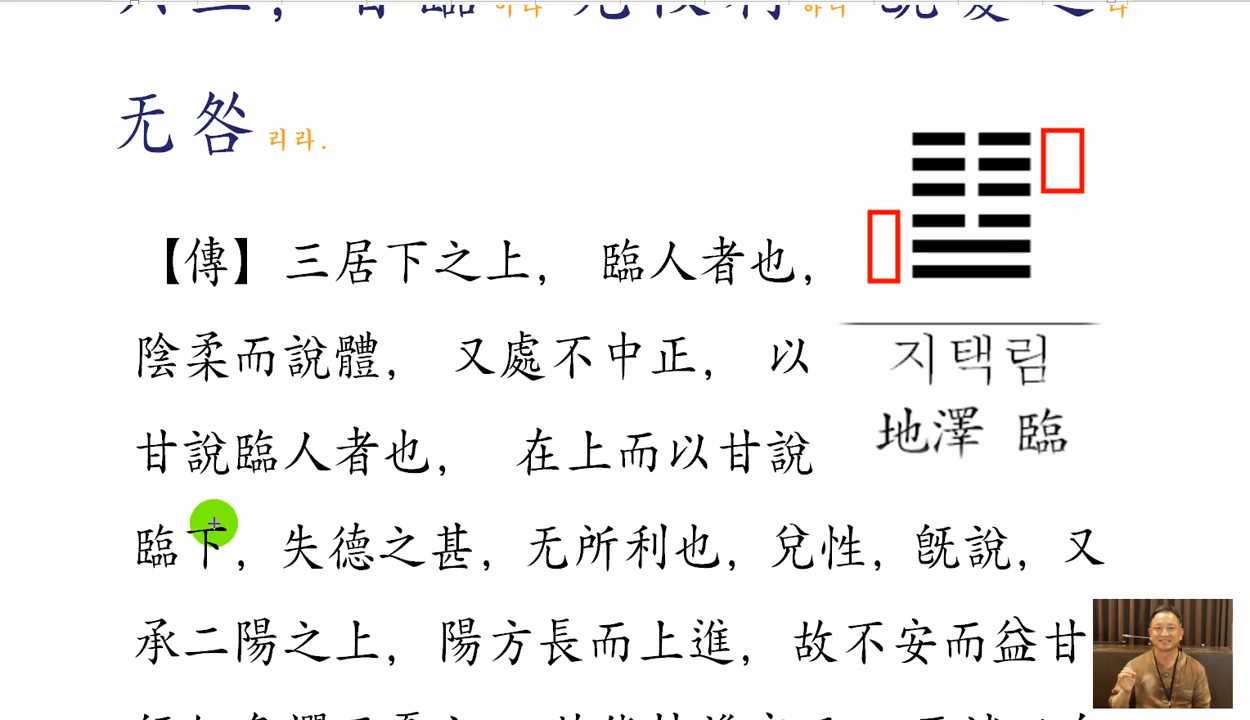 无咎리라.
【傳】 三居下之上, 臨人者也,
陰柔而說體, 又處不中正, 以
甘說臨人者也, 在上而以甘說
臨下, 失德之甚, 无所利也, 兌性, 旣說, 又
承二陽之上, 陽方長而上進, 故不安而益甘
지택림
地澤 臨